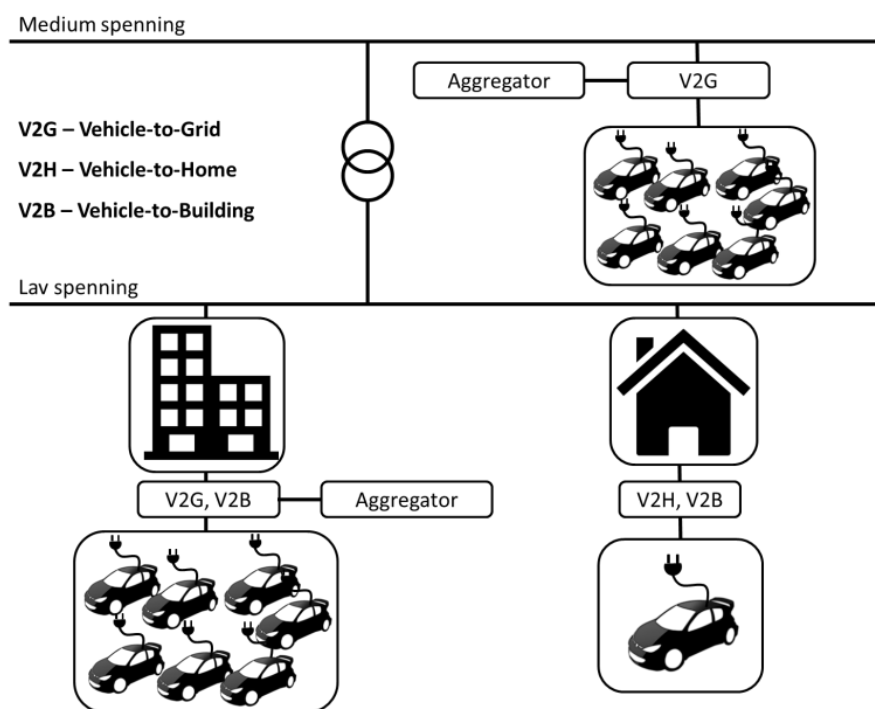 Medium spenning
Aggregator
V2G
V2G – Vehicle-to-Grid
V2H – Vehicle-to-Home
V2B – Vehicle-to-Building
Lav spenning
V2G, V2B
Aggregator
V2H, V2B